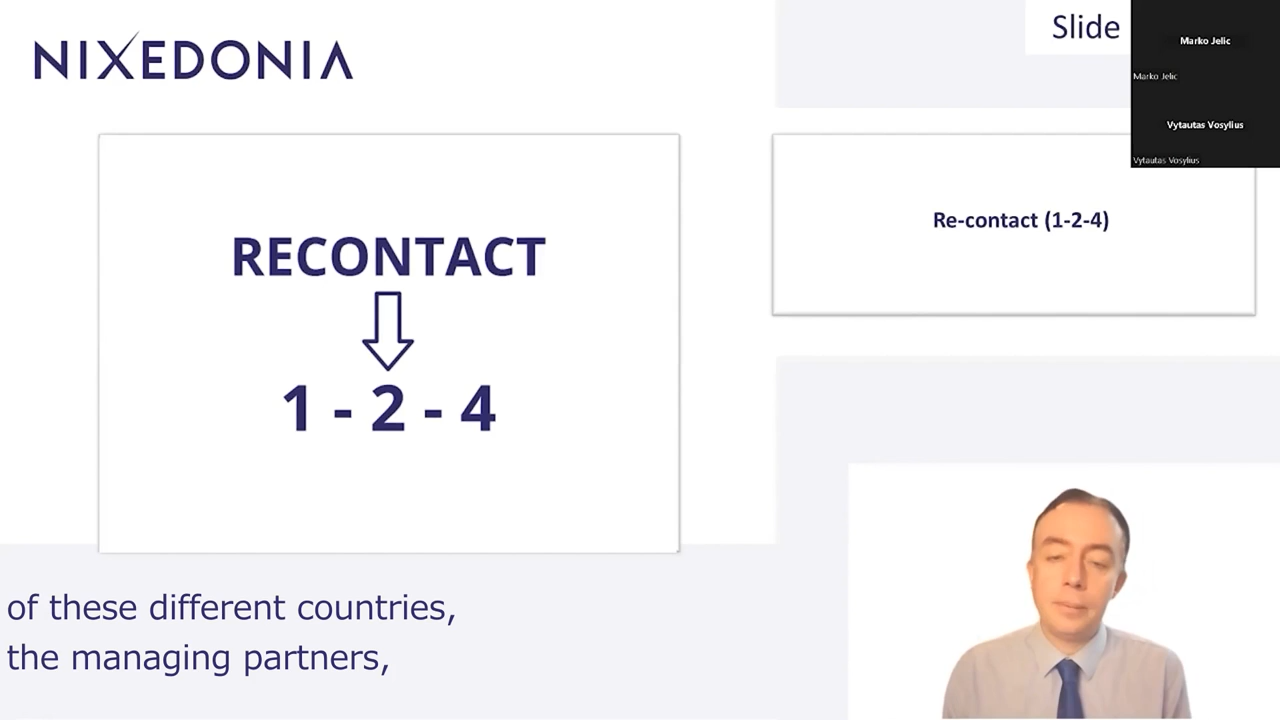 NIXEDONIA
Slide
Marko Jelic
Marko Jelic
Vytautas Vosylius
Vytautas Vosylius
RECONTACT
1 - 2 - 4
Re-contact (1-2-4)
of these different countries,
the managing partners,